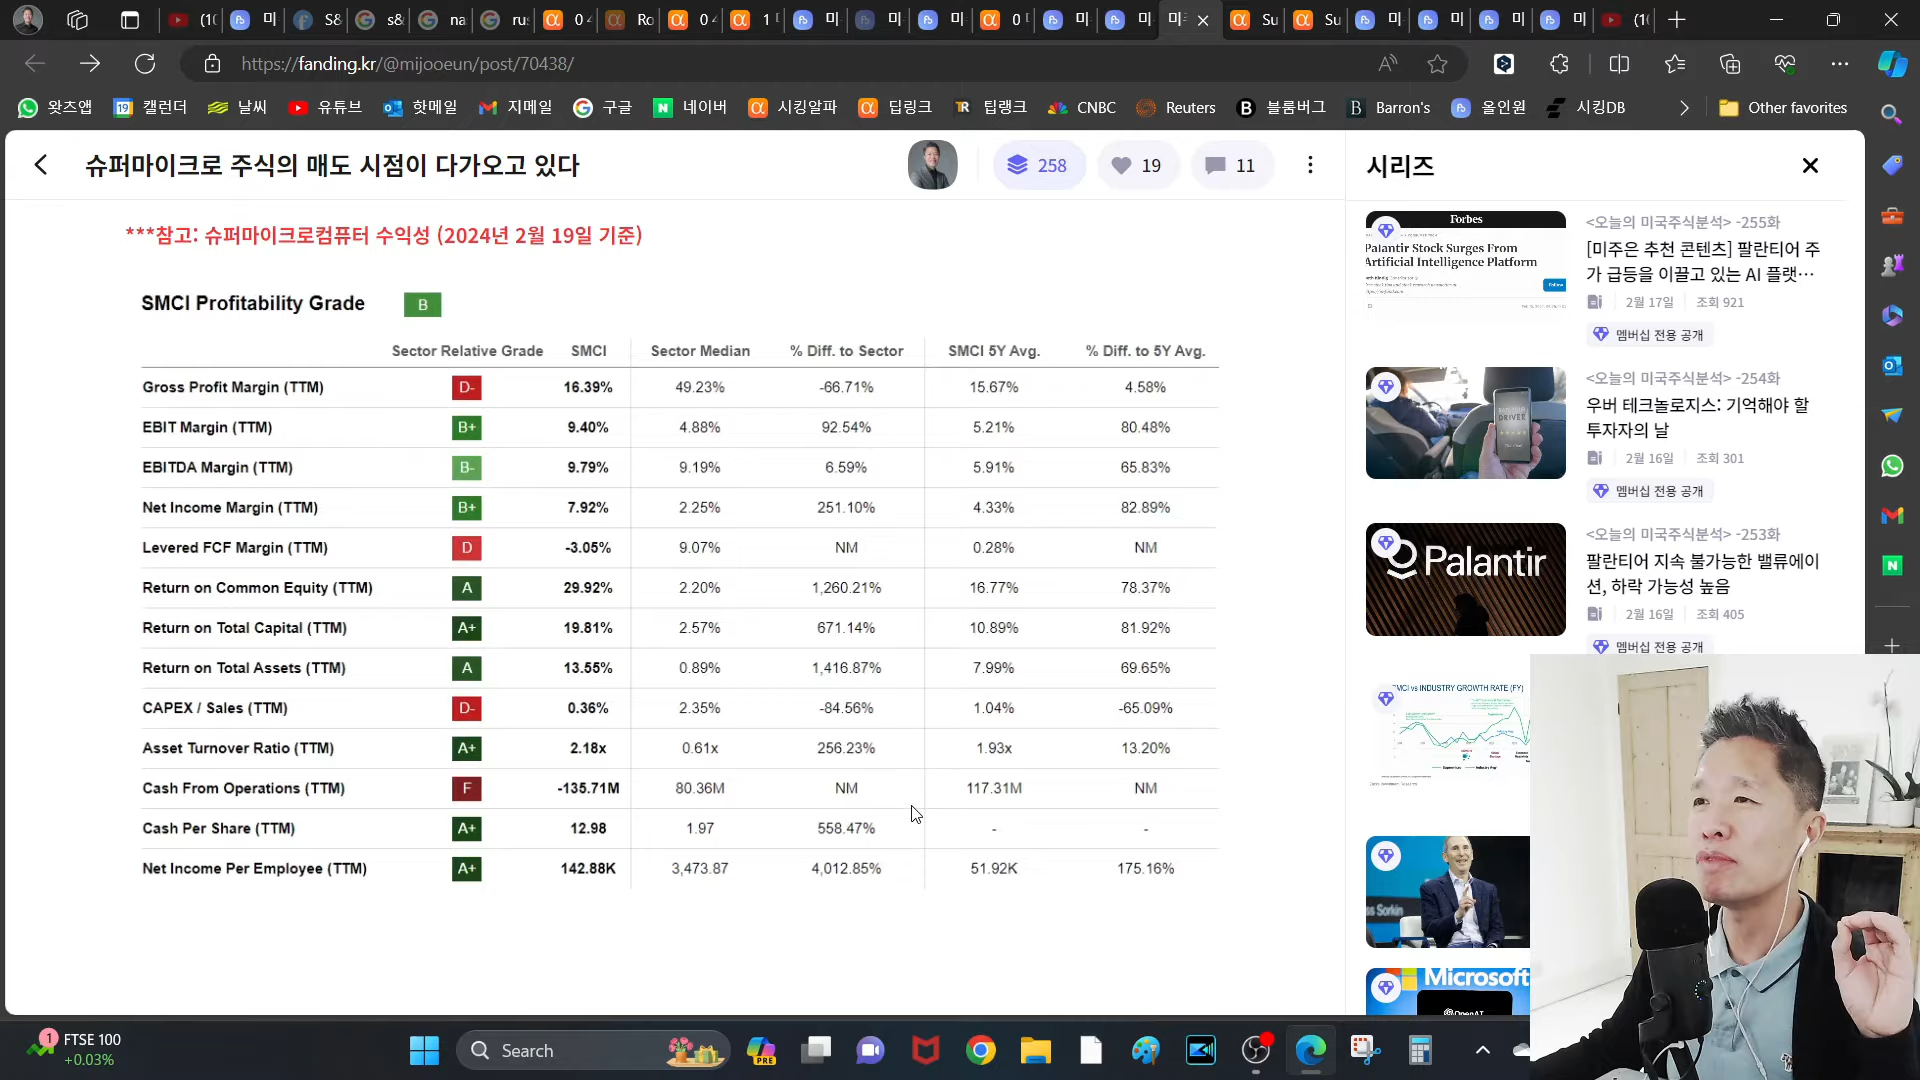 https://fanding.kr/@mijooeun/post/70438/
왓츠앱 캘린더 날씨 유튜브 핫메일 지메일 구글 네이버 시킹알파 딥링크 팁랭크 CNBC Reuters 블룸버그 Barron's 올인원 시킹DB Other favorites
슈퍼마이크로 주식의 매도 시점이 다가오고 있다
258 19 11
***참고: 슈퍼마이크로컴퓨터 수익성 (2024년 2월 19일 기준)
SMCI Profitability Grade B
Sector Relative Grade SMCI Sector Median % Diff. to Sector SMCI 5Y Avg. % Diff. to 5Y Avg.
Gross Profit Margin (TTM) D- 16.39% 49.23% -66.71% 15.67% 4.58%
EBIT Margin (TTM) B+ 9.40% 4.88% 92.54% 5.21% 80.48%
EBITDA Margin (TTM) B- 9.79% 9.19% 6.59% 5.91% 65.83%
Net Income Margin (TTM) B+ 7.92% 2.25% 251.10% 4.33% 82.89%
Levered FCF Margin (TTM) D -3.05% 9.07% NM 0.28% NM
Return on Common Equity (TTM) A 29.92% 2.20% 1,260.21% 16.77% 78.37%
Return on Total Capital (TTM) A+ 19.81% 2.57% 671.14% 10.89% 81.92%
Return on Total Assets (TTM) A 13.55% 0.89% 1,416.87% 7.99% 69.65%
CAPEX / Sales (TTM) D- 0.36% 2.35% -84.56% 1.04% -65.09%
Asset Turnover Ratio (TTM) A+ 2.18x 0.61x 256.23% 1.93x 13.20%
Cash From Operations (TTM) F -135.71M 80.36M NM 117.31M NM
Cash Per Share (TTM) A+ 12.98 1.97 558.47% - -
Net Income Per Employee (TTM) A+ 142.88K 3,473.87 4,012.85% 51.92K 175.16%
시리즈
Forbes
Palantir Stock Surges From
Artificial Intelligence Platform
Follow
<오늘의 미국주식분석> -255화
[미주은 추천 콘텐츠] 팔란티어 주
가 급등을 이끌고 있는 AI 플랫…
2월 17일 조회 921
멤버십 전용 공개
<오늘의 미국주식분석> -254화
우버 테크놀로지스: 기억해야 할
투자자의 날
2월 16일 조회 301
멤버십 전용 공개
Palantir
<오늘의 미국주식분석> -253화
팔란티어 지속 불가능한 밸류에이
션, 하락 가능성 높음
2월 16일 조회 405
멤버십 전용 공개
SMCI vs INDUSTRY GROWTH RATE (FY)
ss Sorkin
Microsoft
OpenAI
1 FTSE 100
+0.03%
Search
PRE